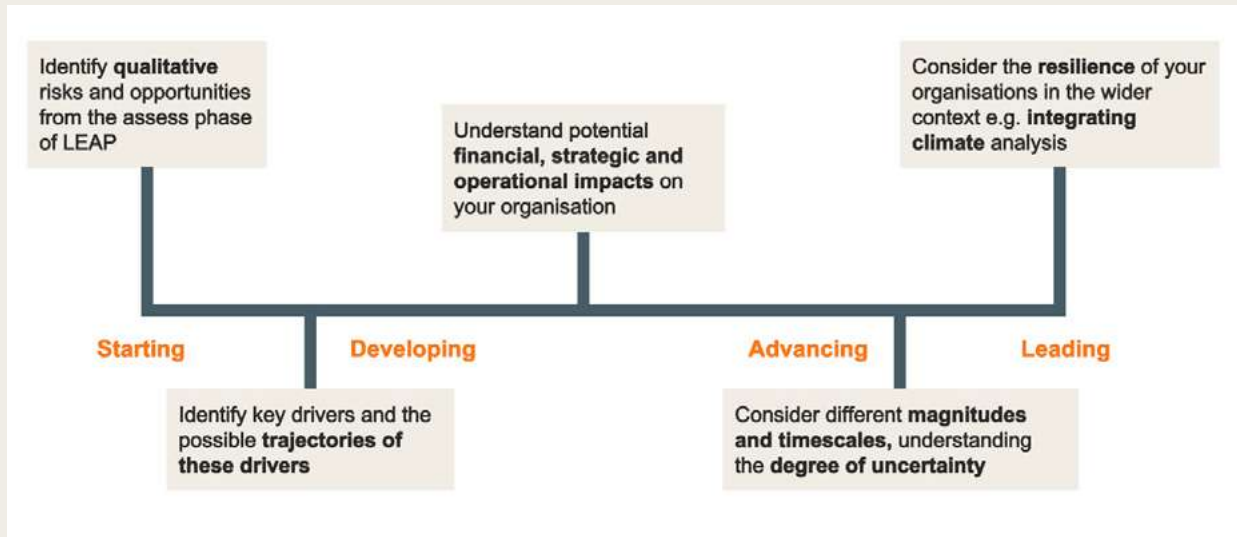 Identify qualitative
risks and opportunities
from the assess phase
of LEAP
Understand potential
financial, strategic and
operational impacts on
your organisation
Consider the resilience of your
organisations in the wider
context e.g. integrating
climate analysis
Starting
Developing
Advancing
Leading
Identify key drivers and the
possible trajectories of
these drivers
Consider different magnitudes
and timescales, understanding
the degree of uncertainty